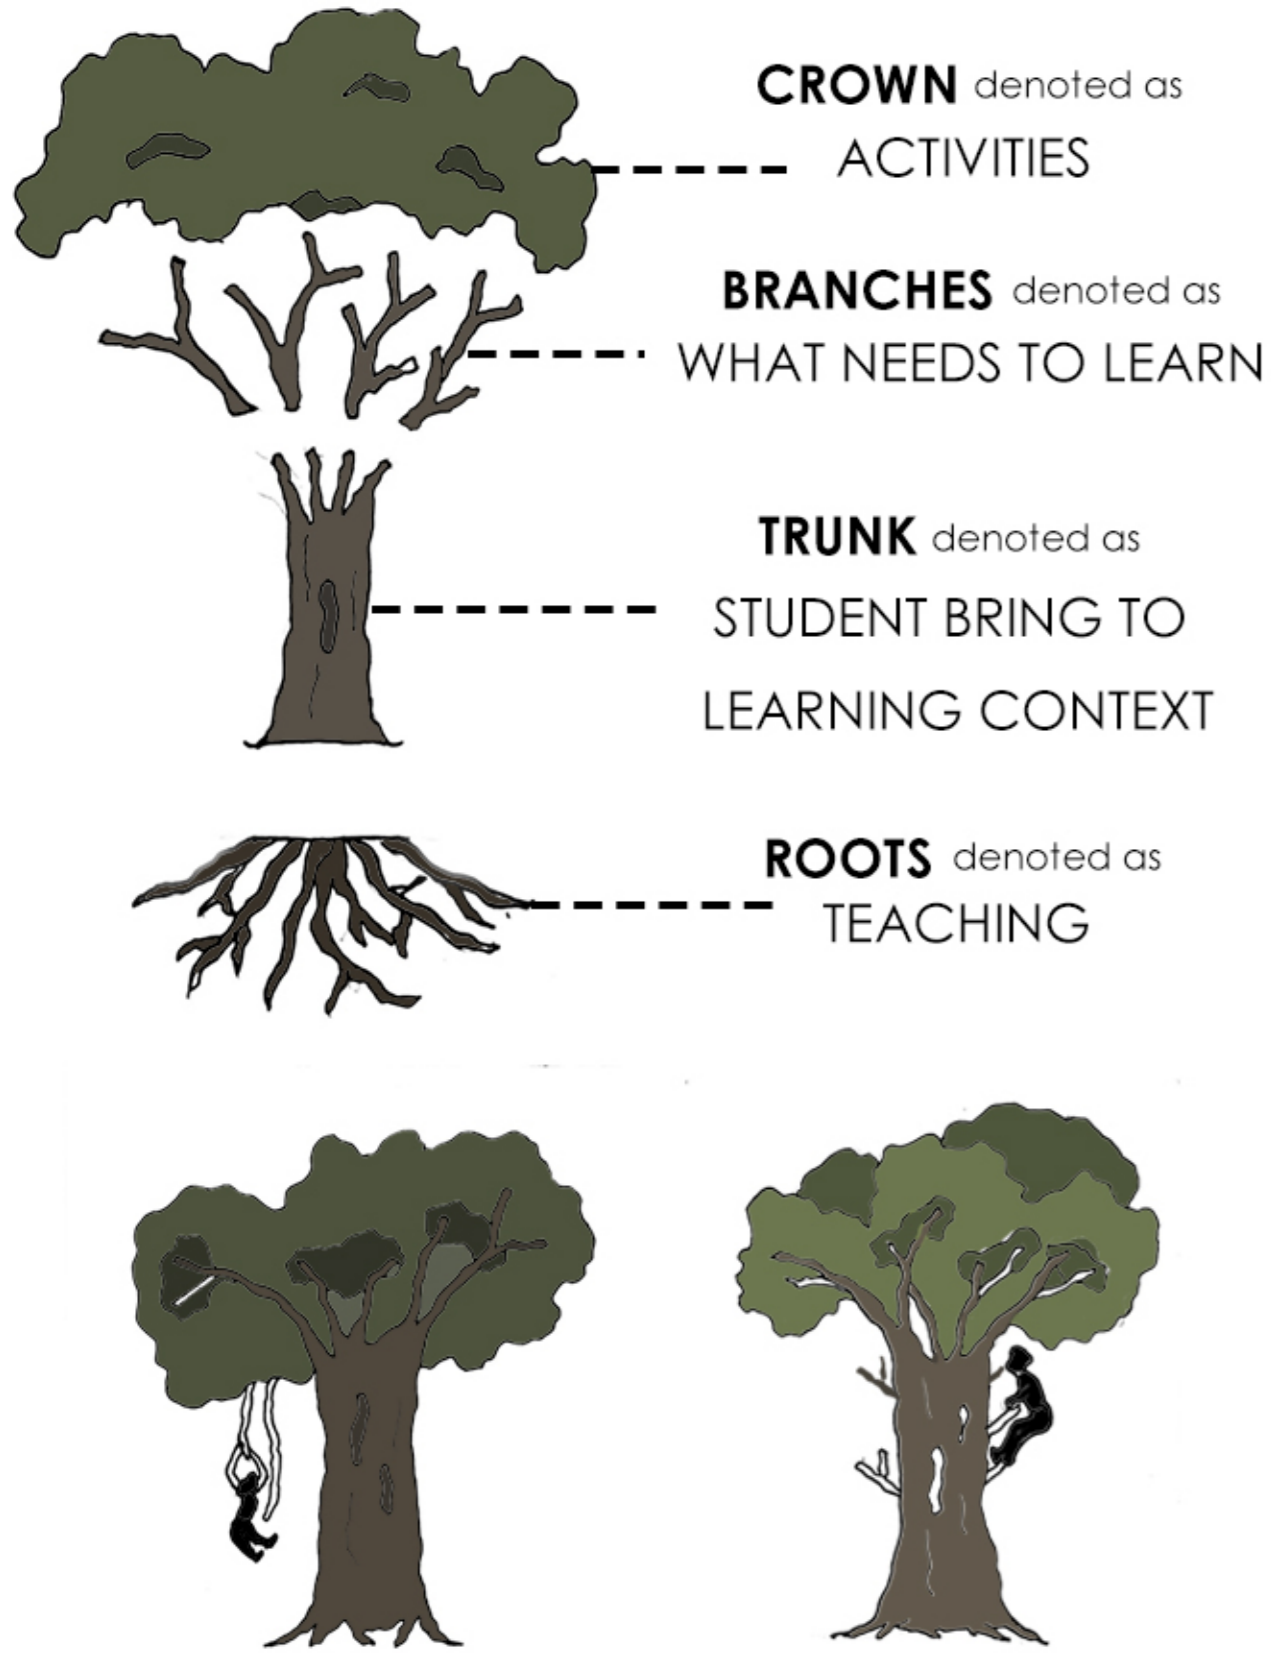 CROWN denoted as
ACTIVITIES
BRANCHES denoted as
WHAT NEEDS TO LEARN
TRUNK denoted as
STUDENT BRING TO
LEARNING CONTEXT
ROOTS denoted as
TEACHING